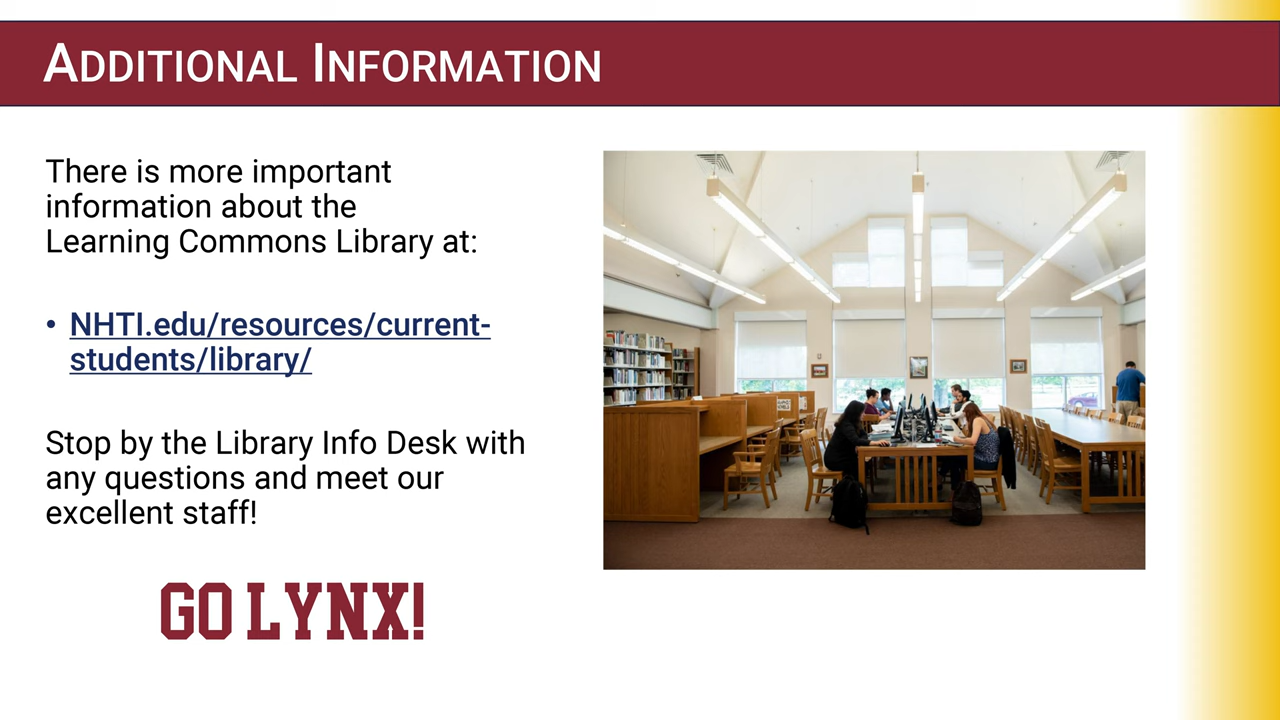 ADDITIONAL INFORMATION
There is more important
information about the
Learning Commons Library at:
• NHTI.edu/resources/current-
students/library/
Stop by the Library Info Desk with
any questions and meet our
excellent staff!
GO LYNX!